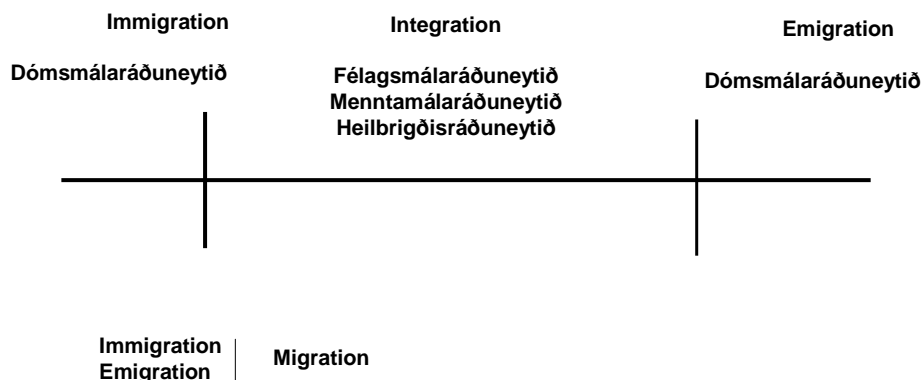 Immigration
Integration
Emigration
Dómsmálaráðuneytið
Félagsmálaráðuneytið
Menntamálaráðuneytið
Heilbrigðisráðuneytið
Dómsmálaráðuneytið
Immigration
Emigration
Migration